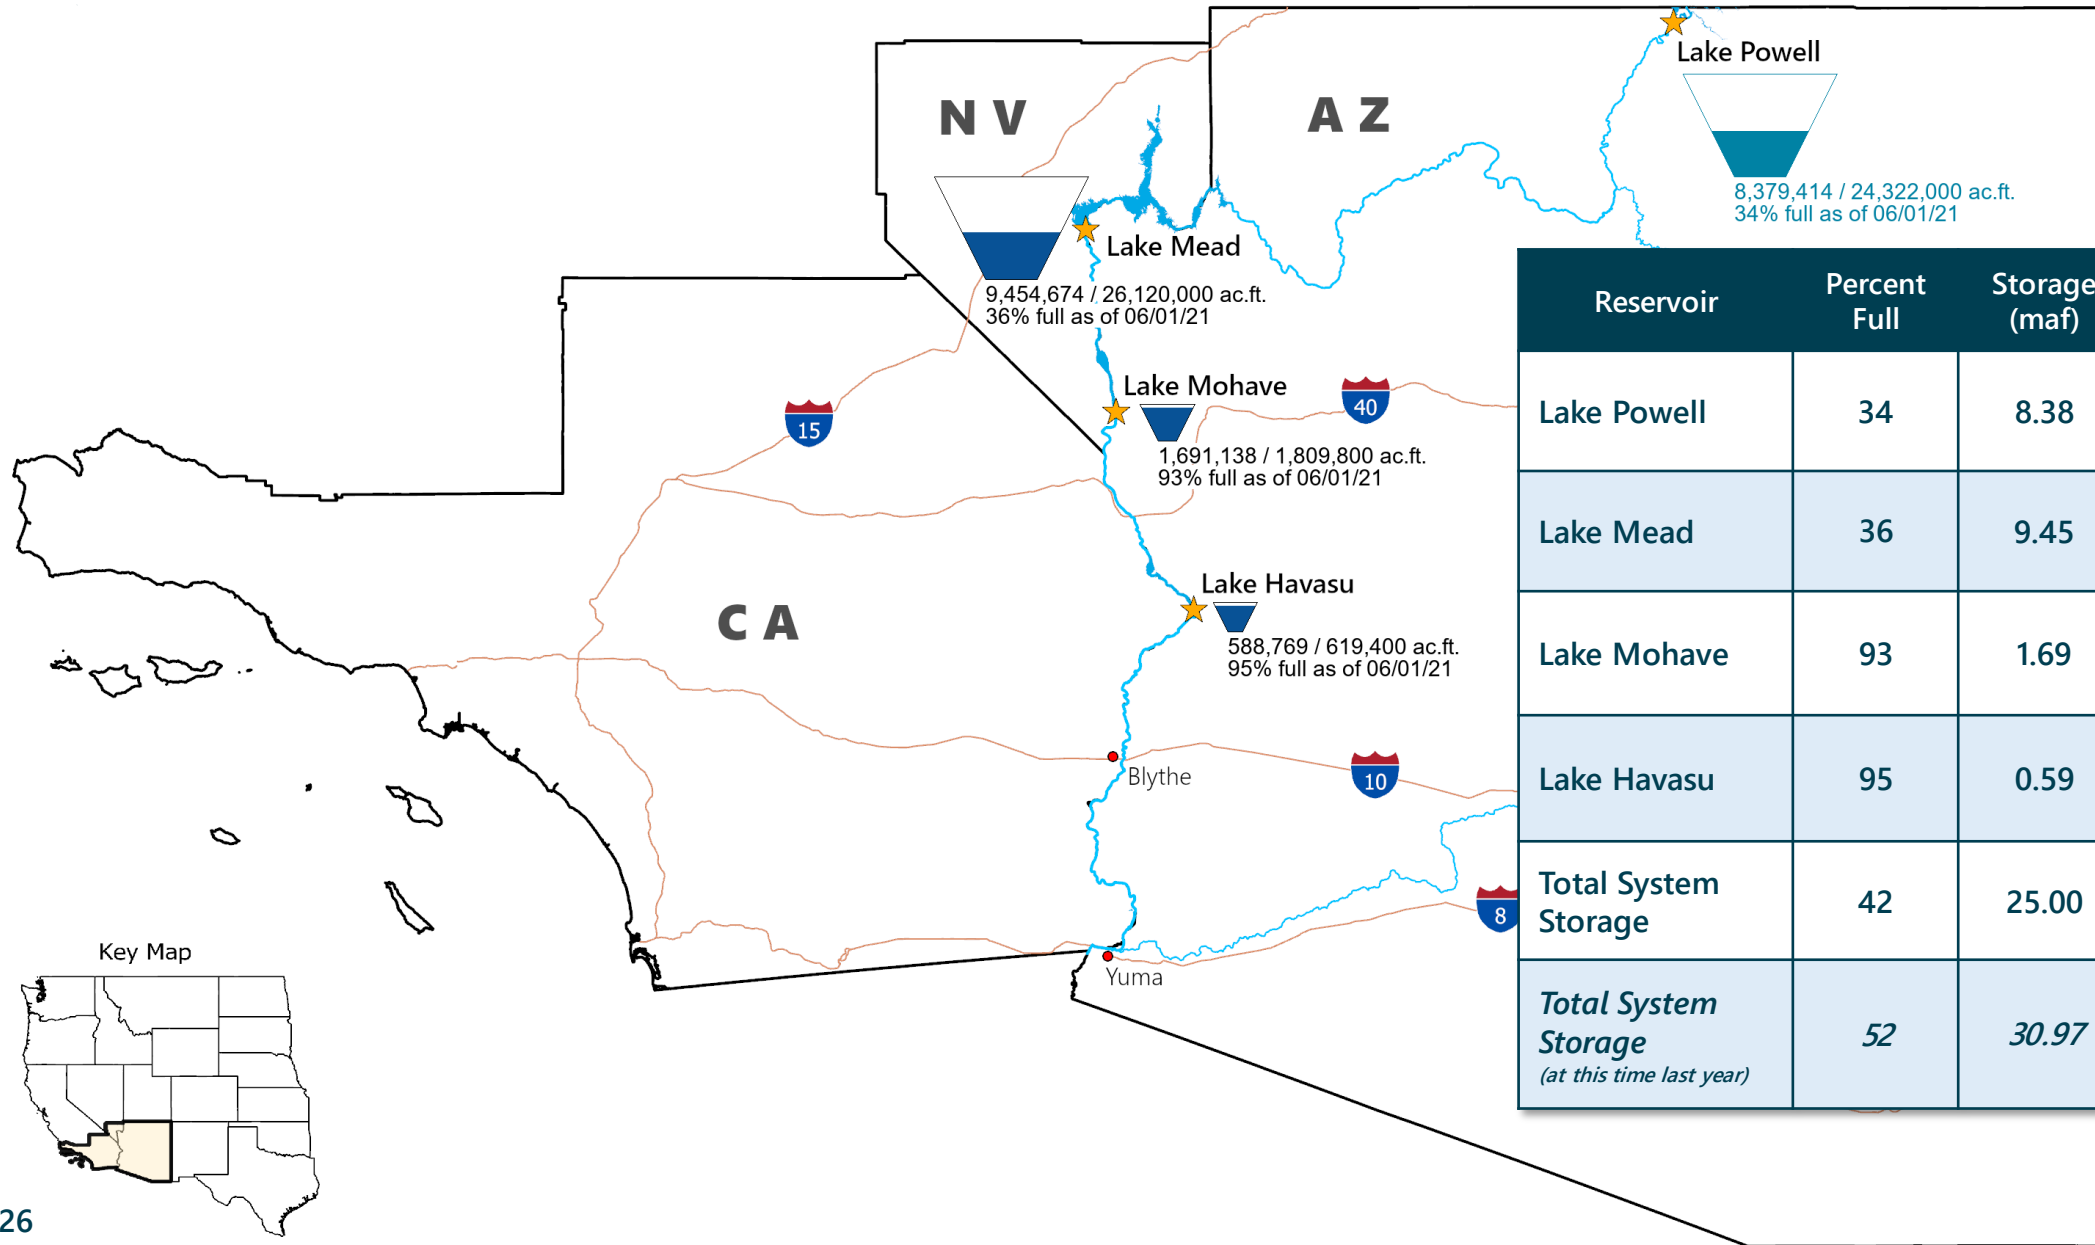 Lake Powell
8,379,414 / 24,322,000 ac.ft.
34% full as of 06/01/21
NV
AZ
Lake Mead
9,454,674 / 26,120,000 ac.ft.
36% full as of 06/01/21
Lake Mohave
1,691,138 / 1,809,800 ac.ft.
93% full as of 06/01/21
15
40
Lake Havasu
588,769 / 619,400 ac.ft.
95% full as of 06/01/21
CA
Blythe
10
8
Yuma
Reservoir Percent Full Storage (maf)
Lake Powell 34 8.38
Lake Mead 36 9.45
Lake Mohave 93 1.69
Lake Havasu 95 0.59
Total System Storage 42 25.00
Total System Storage (at this time last year) 52 30.97
Key Map
26